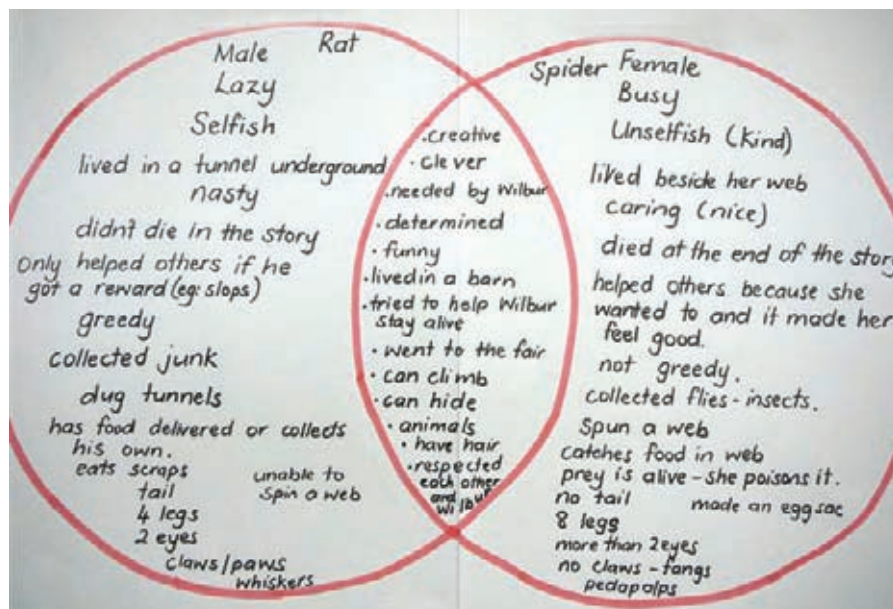 Male Rat
Lazy
Selfish
lived in a tunnel underground
nasty
didn't die in the story
Only helped others if he
got a reward (eg: slops)
greedy
collected junk
dug tunnels
has food delivered or collects
his own.
eats scraps
unable to
spin a web
tail
4 legs
2 eyes
claws/paws
whiskers
.creative
.clever
.needed by Wilbur
.determined
.funny
.lived in a barn
.tried to help Wilbur
stay alive
.went to the fair
.can climb
.can hide
.animals
.have hair
.respected
each other
and
wilbur
Spider Female
Busy
Unselfish (kind)
lived beside her web
caring (nice)
died at the end of the story
helped others because she
wanted to and it made her
feel good.
not greedy.
collected flies - insects.
Spun a web
catches food in web
prey is alive - she poisons it.
no tail made an egg sac
8 legs
more than 2 eyes
no claws - fangs
pedapalps